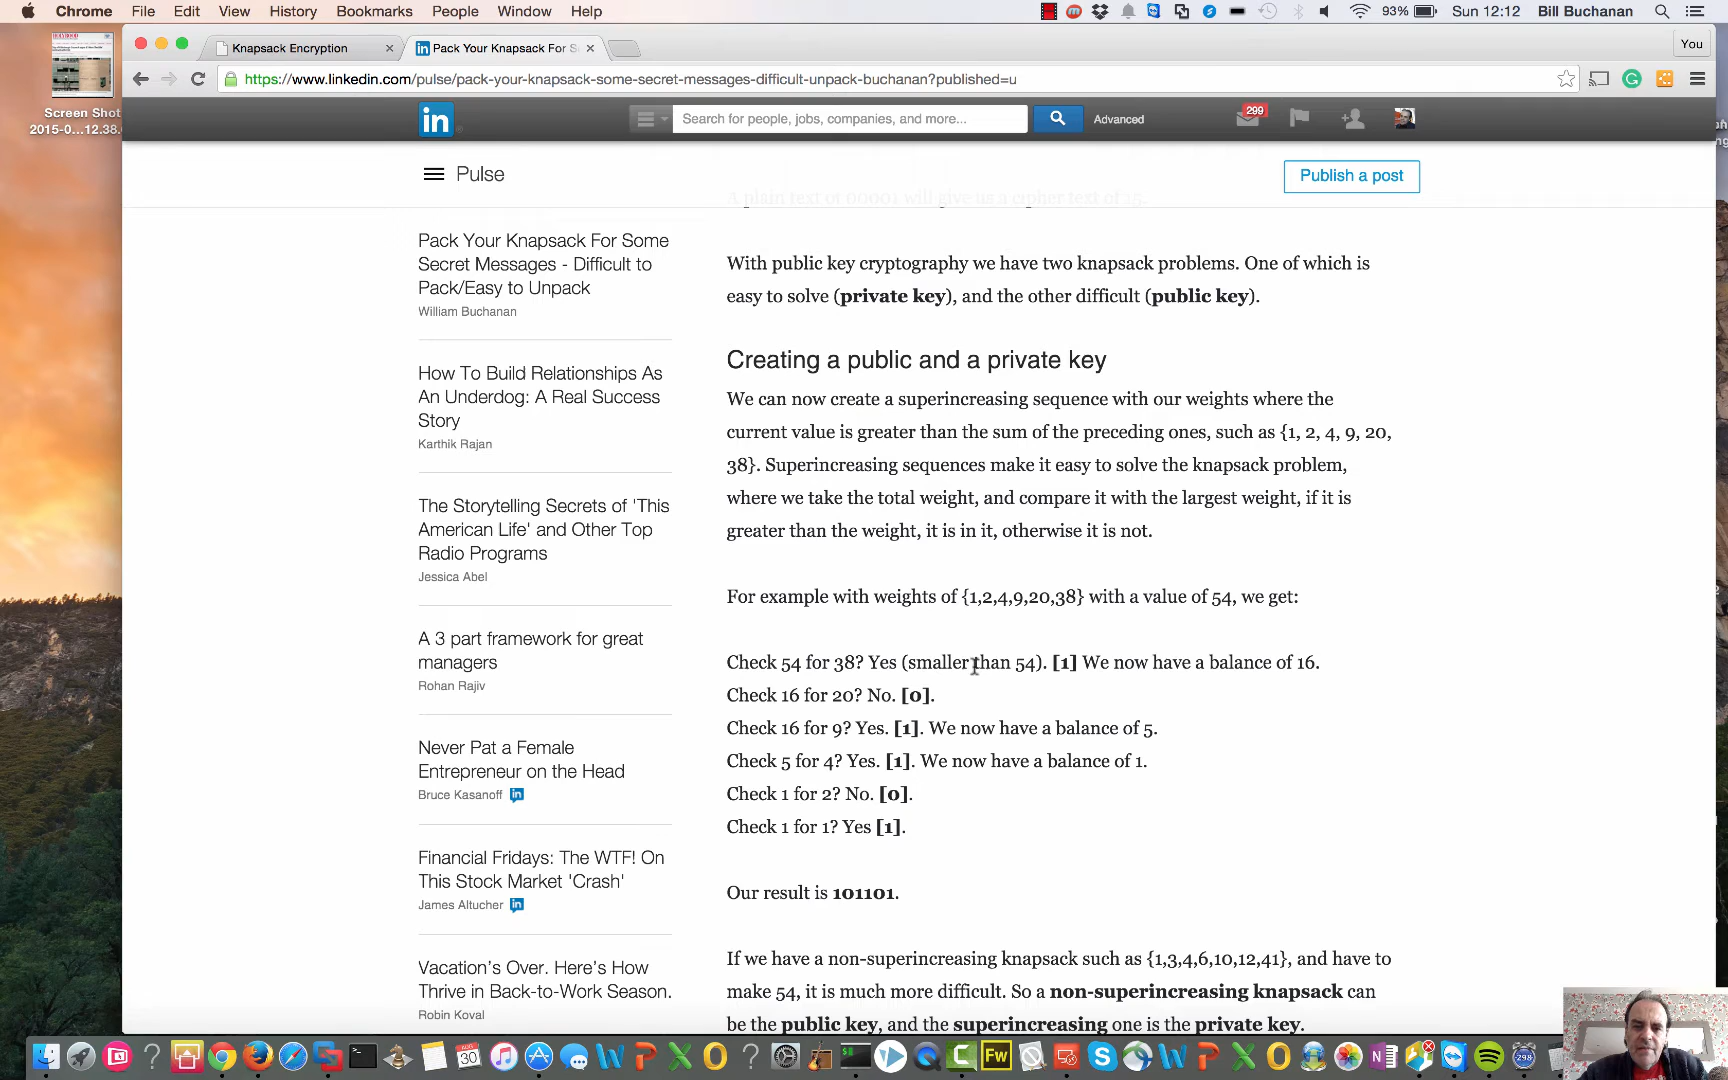 Chrome File Edit View History Bookmarks People Window Help
93% Sun 12:12 Bill Buchanan
Knapsack Encryption
Pack Your Knapsack For S
You
https://www.linkedin.com/pulse/pack-your-knapsack-some-secret-messages-difficult-unpack-buchanan?published=u
Screen Shot
2015-0...12.38.
in
Search for people, jobs, companies, and more...
Advanced
299
Pulse
Publish a post
A plain text of 00001 will give us a cipher text of 15.
Pack Your Knapsack For Some
Secret Messages - Difficult to
Pack/Easy to Unpack
William Buchanan
How To Build Relationships As
An Underdog: A Real Success
Story
Karthik Rajan
The Storytelling Secrets of 'This
American Life' and Other Top
Radio Programs
Jessica Abel
A 3 part framework for great
managers
Rohan Rajiv
Never Pat a Female
Entrepreneur on the Head
Bruce Kasanoff in
Financial Fridays: The WTF! On
This Stock Market 'Crash'
James Altucher in
Vacation's Over. Here's How
Thrive in Back-to-Work Season.
Robin Koval
With public key cryptography we have two knapsack problems. One of which is
easy to solve (private key), and the other difficult (public key).
Creating a public and a private key
We can now create a superincreasing sequence with our weights where the
current value is greater than the sum of the preceding ones, such as {1, 2, 4, 9, 20,
38}. Superincreasing sequences make it easy to solve the knapsack problem,
where we take the total weight, and compare it with the largest weight, if it is
greater than the weight, it is in it, otherwise it is not.
For example with weights of {1,2,4,9,20,38} with a value of 54, we get:
Check 54 for 38? Yes (smaller than 54). [1] We now have a balance of 16.
Check 16 for 20? No. [0].
Check 16 for 9? Yes. [1]. We now have a balance of 5.
Check 5 for 4? Yes. [1]. We now have a balance of 1.
Check 1 for 2? No. [0].
Check 1 for 1? Yes [1].
Our result is 101101.
If we have a non-superincreasing knapsack such as {1,3,4,6,10,12,41}, and have to
make 54, it is much more difficult. So a non-superincreasing knapsack can
be the public key, and the superincreasing one is the private key.
30
Fw
298